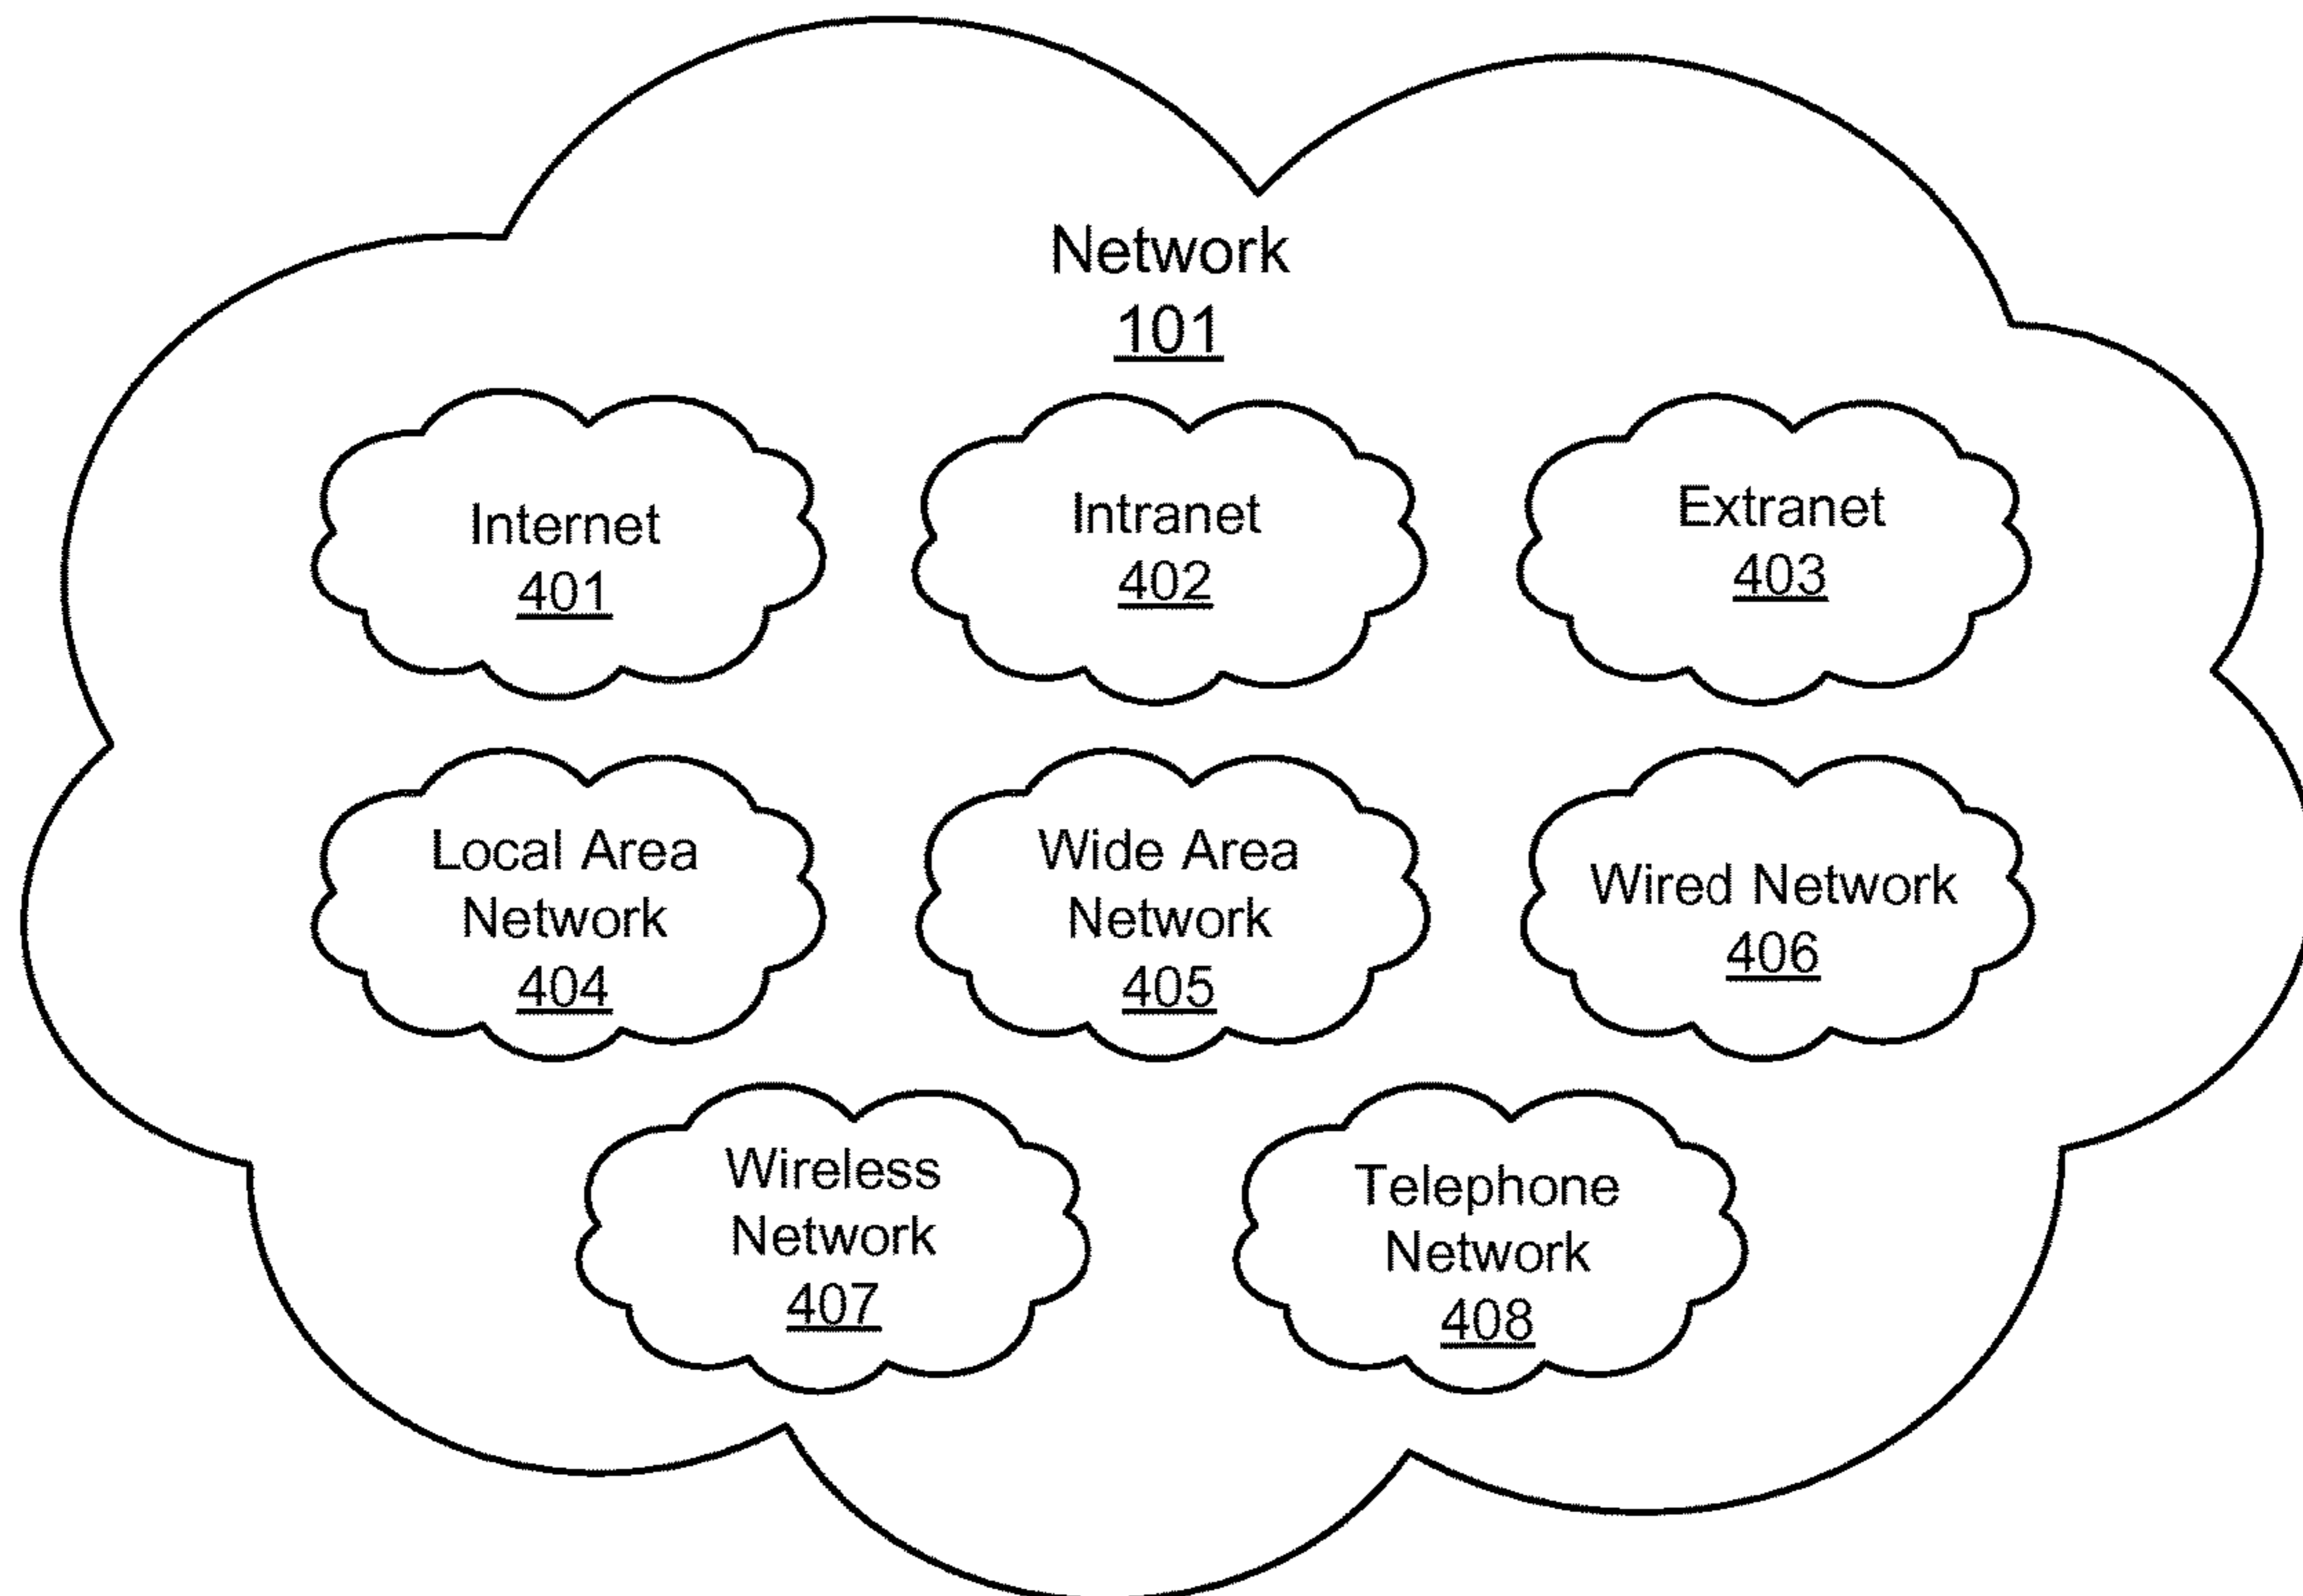 Network
101
Internet
401
Intranet
402
Extranet
403
Local Area
Network
404
Wide Area
Network
405
Wired Network
406
Wireless
Network
407
Telephone
Network
408